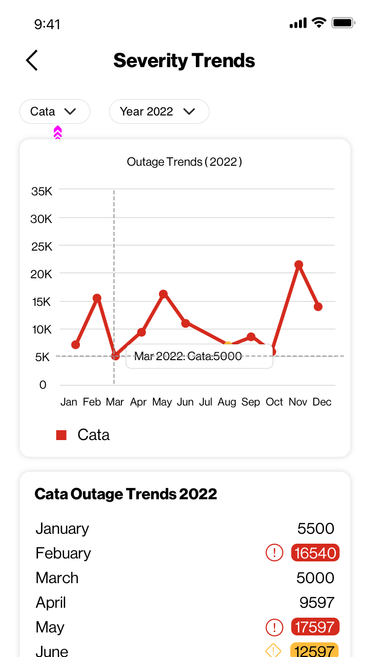 9:41
Severity Trends
Cata Year 2022
Outage Trends (2022)
35K
30K
25K
20K
15K
10K
5K
0
Mar 2022: Cata:5000
Jan Feb Mar Apr May Jun Jul Aug Sep Oct Nov Dec
Cata
Cata Outage Trends 2022
January 5500
Febuary ! 16540
March 5000
April 9597
May ! 17597
June ! 12597